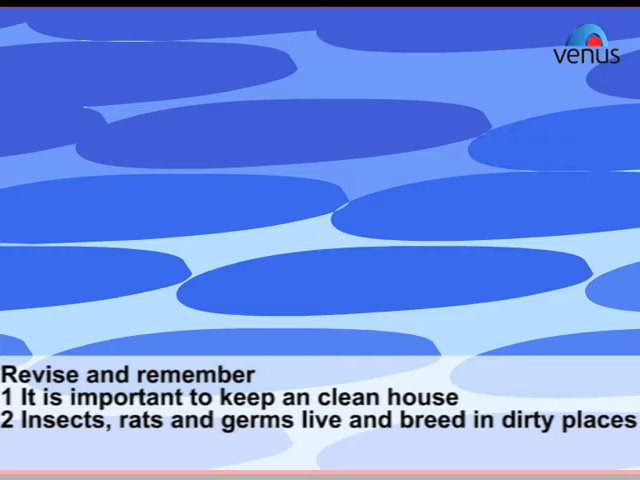 venus
Revise and remember
1 It is important to keep an clean house
2 Insects, rats and germs live and breed in dirty places